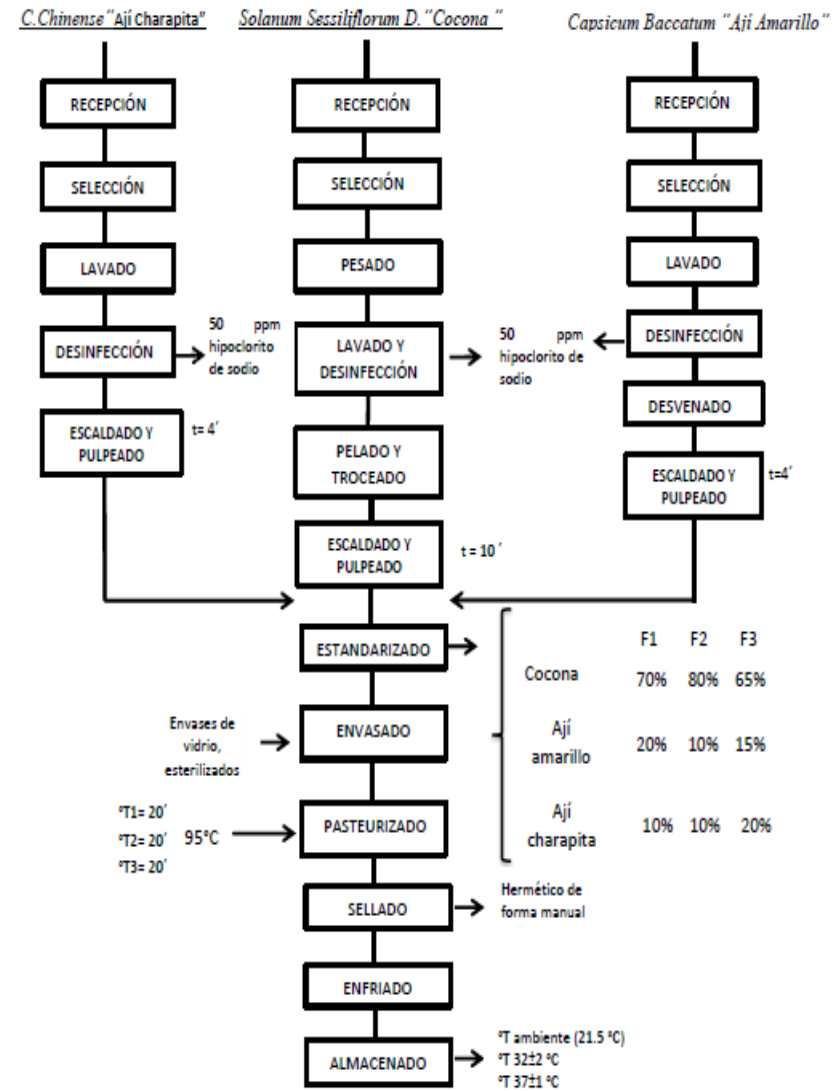 C.Chinense "Ají Charapita"
RECEPCIÓN
SELECCIÓN
LAVADO
DESINFECCIÓN
50 ppm
hipoclorito
de sodio
ESCALDADO Y
PULPEADO
t= 4´
Solanum Sessiliflorum D. "Cocona "
RECEPCIÓN
SELECCIÓN
PESADO
LAVADO Y
DESINFECCIÓN
50 ppm
hipoclorito de
sodio
PELADO Y
TROCEADO
ESCALDADO Y
PULPEADO
t = 10´
Capsicum Baccatum "Ají Amarillo"
RECEPCIÓN
SELECCIÓN
LAVADO
DESINFECCIÓN
DESVENADO
ESCALDADO Y
PULPEADO
t=4´
ESTANDARIZADO
F1 F2 F3
Cocona 70% 80% 65%
Ají
amarillo 20% 10% 15%
Ají
charapita 10% 10% 20%
Envases de
vidrio,
esterilizados
ENVASADO
°T1= 20´
°T2= 20´ 95°C
°T3= 20´
PASTEURIZADO
SELLADO
Hermético de
forma manual
ENFRIADO
ALMACENADO
°T ambiente (21.5 °C)
°T 32±2 °C
°T 37±1 °C